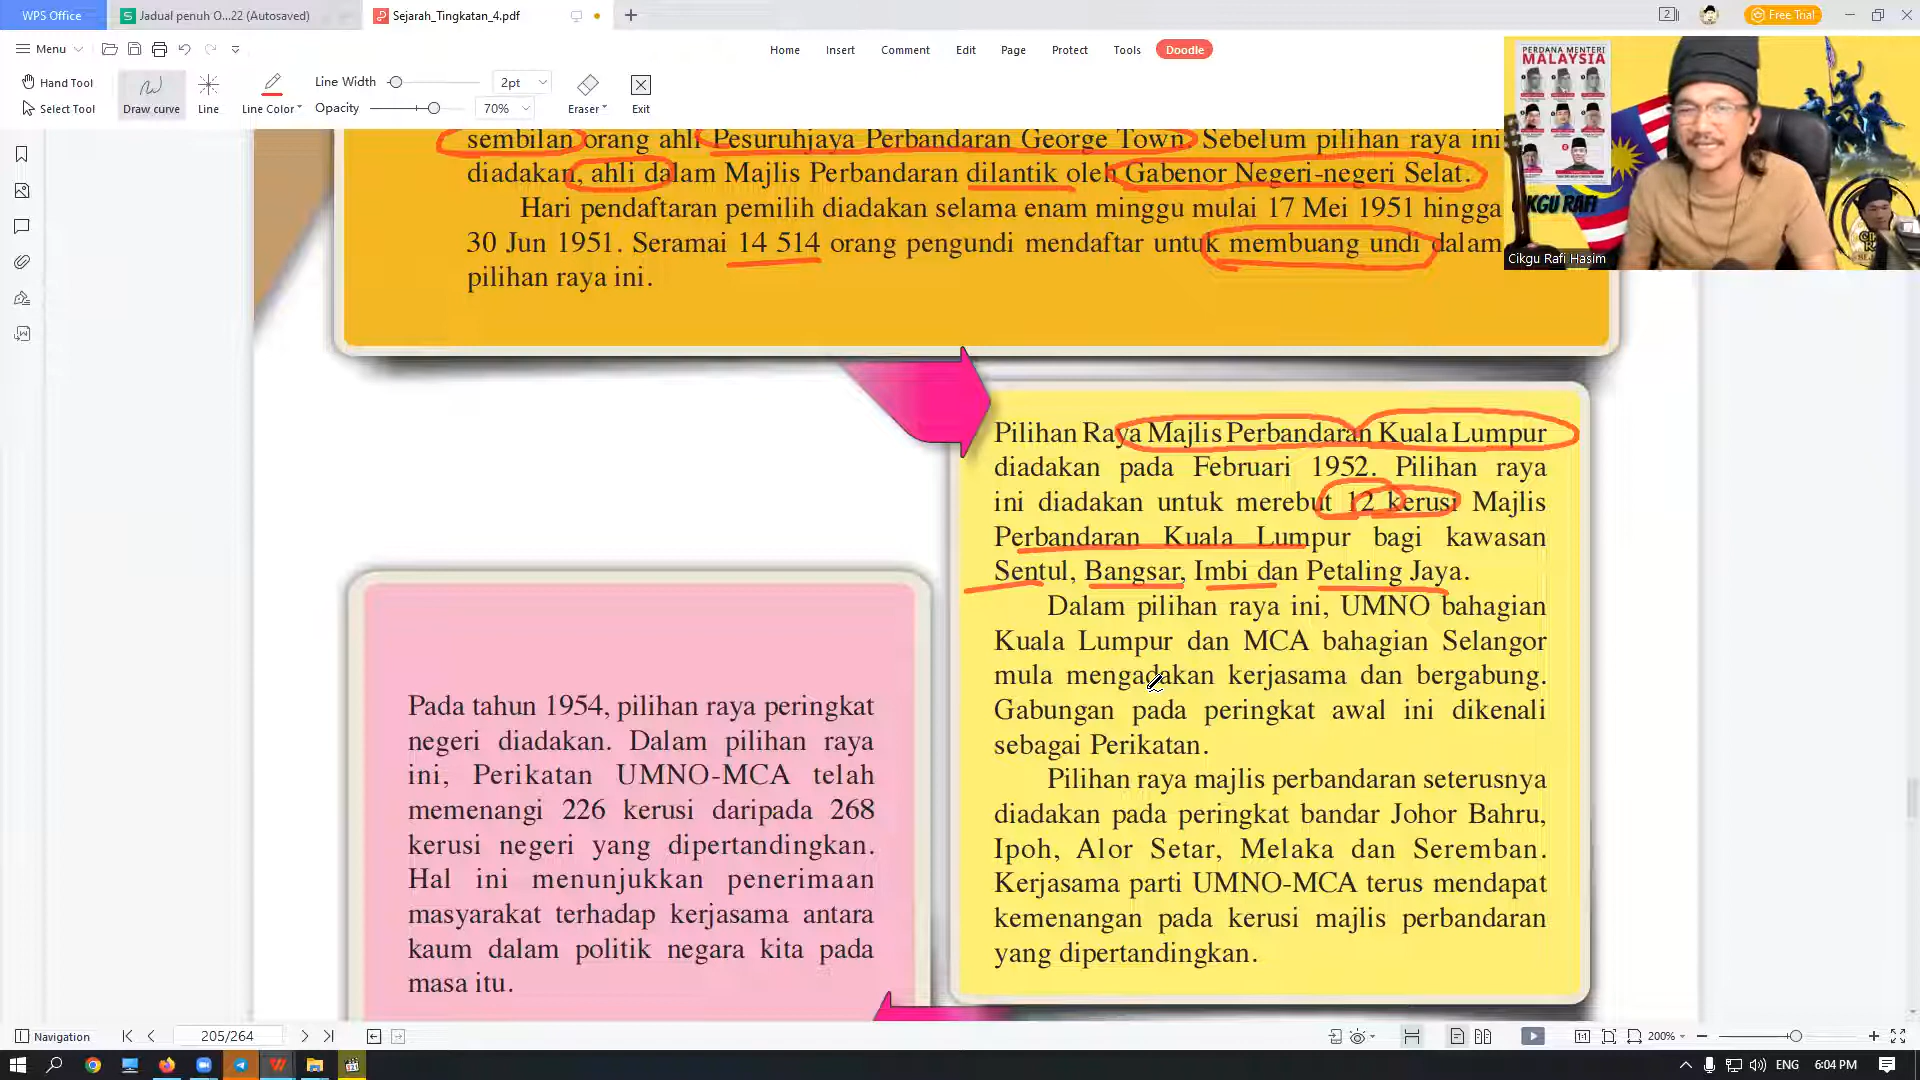 WPS Office
Jadual penuh O...22 (Autosaved)
Sejarah_Tingkatan_4.pdf
2
Free Trial
Menu
Home
Insert
Comment
Edit
Page
Protect
Tools
Doodle
Hand Tool
Select Tool
Draw curve
Line
Line Color
Line Width
2pt
Opacity
70%
Eraser
Exit
PERDANA MENTERI
MALAYSIA
CIKGU RAFI
Cikgu Rafi Hasim
sembilan orang ahli Pesuruhjaya Perbandaran George Town. Sebelum pilihan raya ini
diadakan, ahli dalam Majlis Perbandaran dilantik oleh Gabenor Negeri-negeri Selat.
Hari pendaftaran pemilih diadakan selama enam minggu mulai 17 Mei 1951 hingga
30 Jun 1951. Seramai 14 514 orang pengundi mendaftar untuk membuang undi dalam
pilihan raya ini.
Pilihan Raya Majlis Perbandaran Kuala Lumpur
diadakan pada Februari 1952. Pilihan raya
ini diadakan untuk merebut 12 kerusi Majlis
Perbandaran Kuala Lumpur bagi kawasan
Sentul, Bangsar, Imbi dan Petaling Jaya.
Dalam pilihan raya ini, UMNO bahagian
Kuala Lumpur dan MCA bahagian Selangor
mula mengadakan kerjasama dan bergabung.
Gabungan pada peringkat awal ini dikenali
sebagai Perikatan.
Pilihan raya majlis perbandaran seterusnya
diadakan pada peringkat bandar Johor Bahru,
Ipoh, Alor Setar, Melaka dan Seremban.
Kerjasama parti UMNO-MCA terus mendapat
kemenangan pada kerusi majlis perbandaran
yang dipertandingkan.
Pada tahun 1954, pilihan raya peringkat
negeri diadakan. Dalam pilihan raya
ini, Perikatan UMNO-MCA telah
memenangi 226 kerusi daripada 268
kerusi negeri yang dipertandingkan.
Hal ini menunjukkan penerimaan
masyarakat terhadap kerjasama antara
kaum dalam politik negara kita pada
masa itu.
Navigation
205/264
200%
ENG
6:04 PM